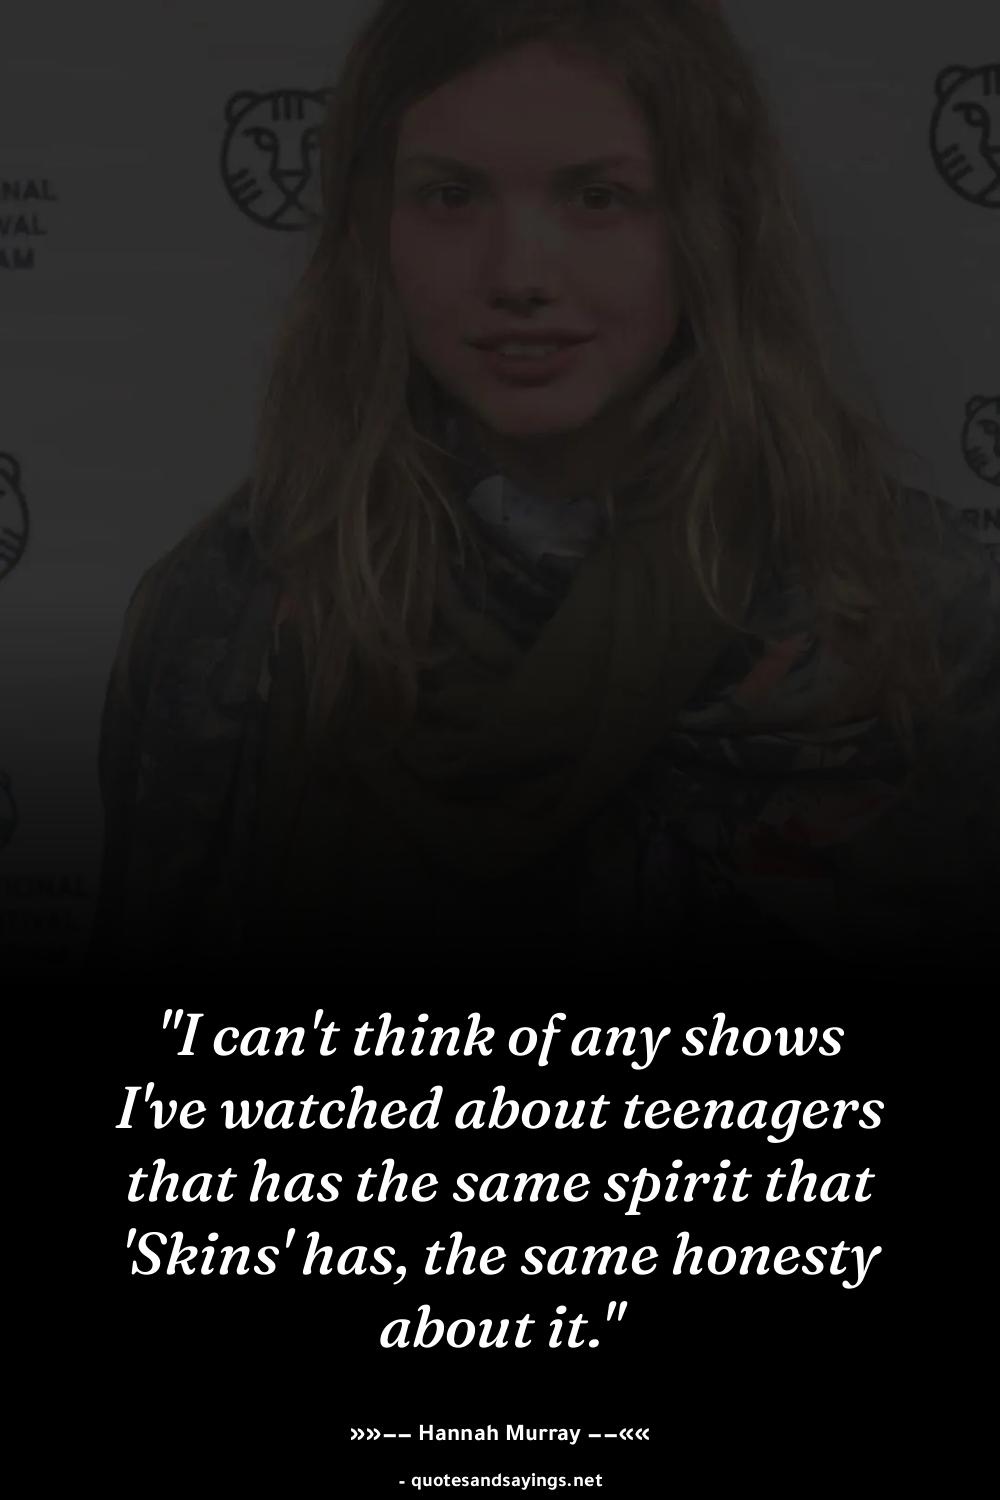 NAL
VAL
AM
"I can't think of any shows
I've watched about teenagers
that has the same spirit that
'Skins' has, the same honesty
about it."
»»–– Hannah Murray ––««
- quotesandsayings.net